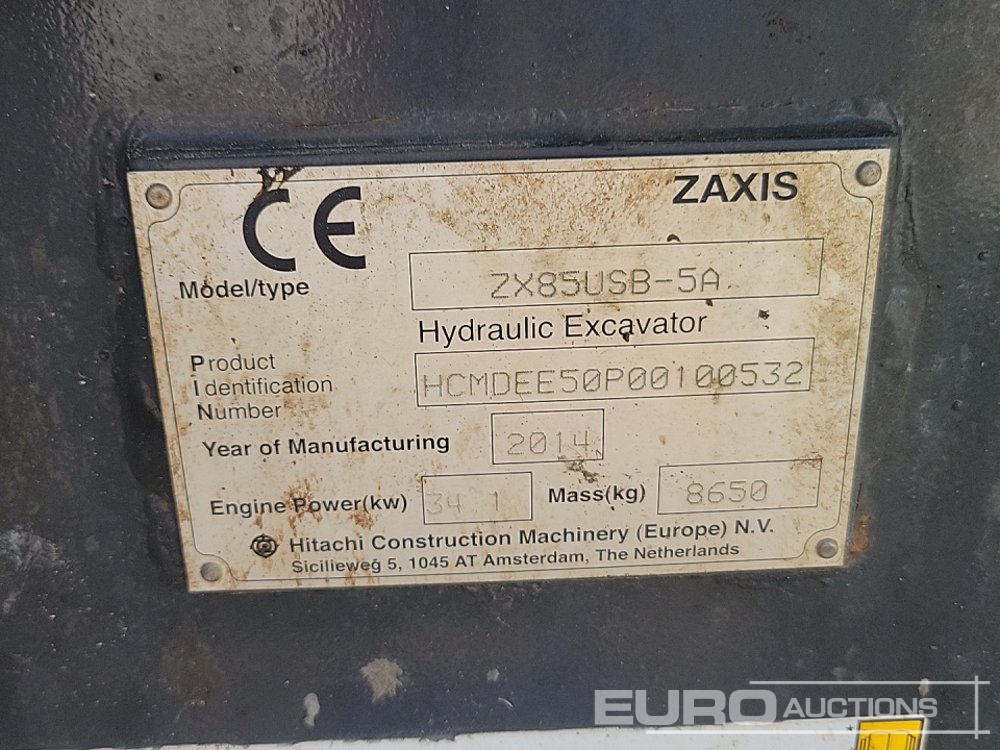 CE
ZAXIS
Model/type ZX85USB-5A
Hydraulic Excavator
Product
Identification HCMDEE50P00100532
Number
Year of Manufacturing 2014
Engine Power(kw) 34 1 Mass(kg) 8650
Hitachi Construction Machinery (Europe) N.V.
Sicilieweg 5, 1045 AT Amsterdam, The Netherlands
EURO AUCTIONS